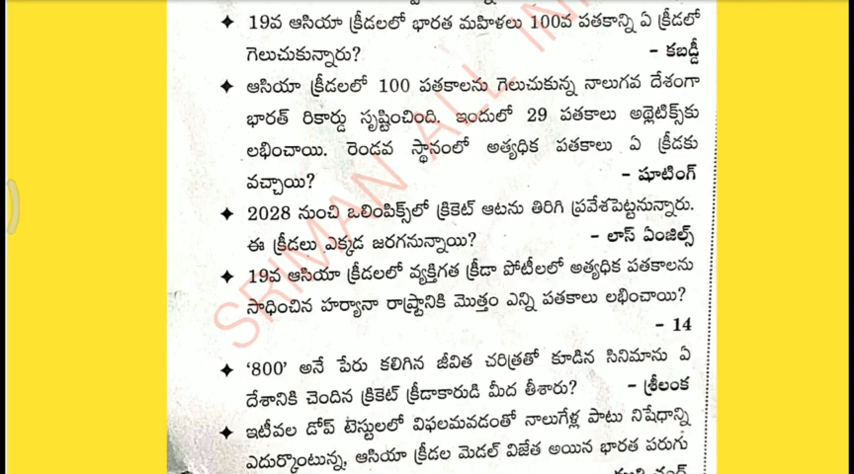 ✦ 19వ ఆసియా క్రీడలలో భారత మహిళలు 100వ పతకాన్ని ఏ క్రీడలో
గెలుచుకున్నారు? - కబడ్డీ
✦ ఆసియా క్రీడలలో 100 పతకాలను గెలుచుకున్న నాలుగవ దేశంగా
భారత్ రికార్డు సృష్టించింది. ఇందులో 29 పతకాలు అథ్లెటిక్స్‌కు
లభించాయి. రెండవ స్థానంలో అత్యధిక పతకాలు ఏ క్రీడకు
వచ్చాయి? - షూటింగ్
✦ 2028 నుంచి ఒలింపిక్స్‌లో క్రికెట్ ఆటను తిరిగి ప్రవేశపెట్టనున్నారు.
ఈ క్రీడలు ఎక్కడ జరగనున్నాయి? - లాస్ ఏంజిల్స్
✦ 19వ ఆసియా క్రీడలలో వ్యక్తిగత క్రీడా పోటీలలో అత్యధిక పతకాలను
సాధించిన హర్యానా రాష్ట్రానికి మొత్తం ఎన్ని పతకాలు లభించాయి?
- 14
✦ ‘800’ అనే పేరు కలిగిన జీవిత చరిత్రతో కూడిన సినిమాను ఏ
దేశానికి చెందిన క్రికెట్ క్రీడాకారుడి మీద తీశారు? - శ్రీలంక
✦ ఇటీవల డోప్ టెస్టులలో విఫలమవడంతో నాలుగేళ్ల పాటు నిషేధాన్ని
ఎదుర్కొంటున్న, ఆసియా క్రీడల మెడల్ విజేత అయిన భారత పరుగు
SRIMAN ALL IN